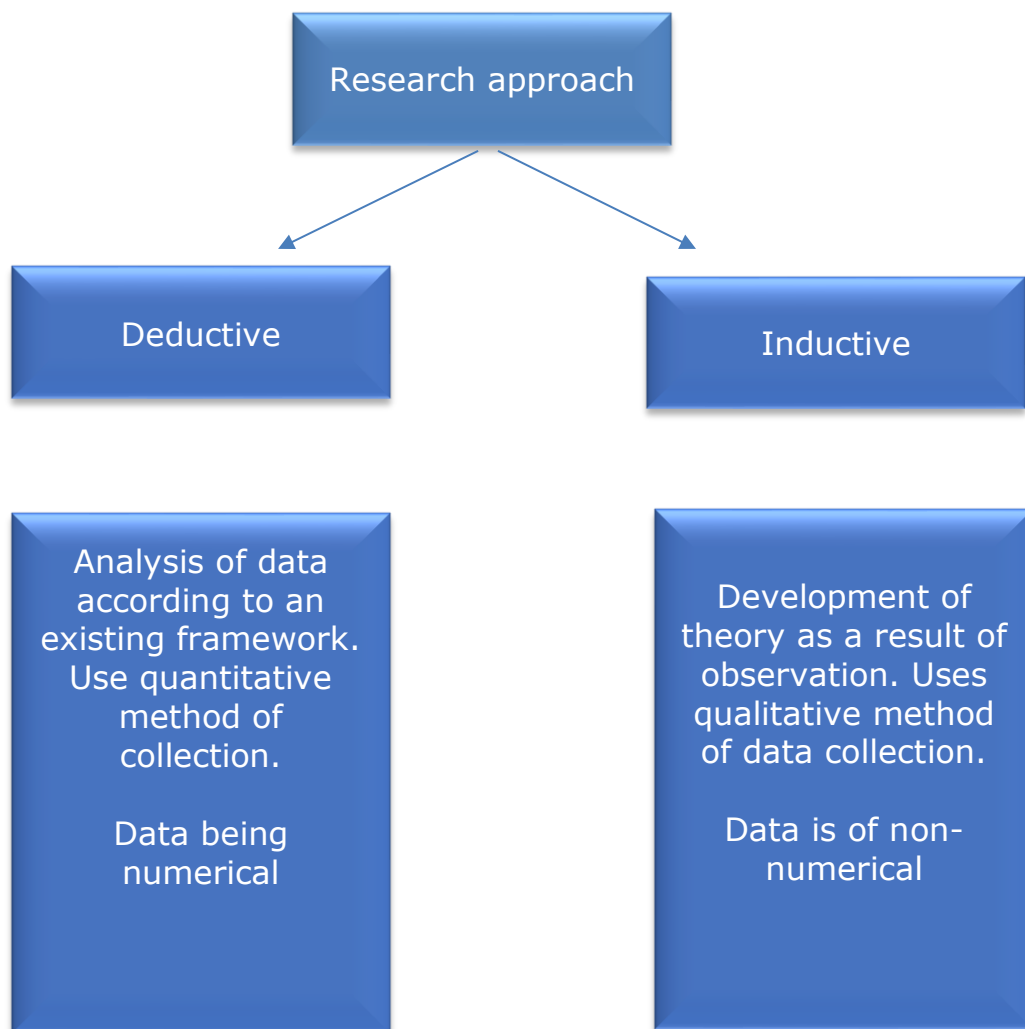 Research approach
Deductive
Inductive
Analysis of data
according to an
existing framework.
Use quantitative
method of
collection.
Data being
numerical
Development of
theory as a result of
observation. Uses
qualitative method
of data collection.
Data is of non-
numerical